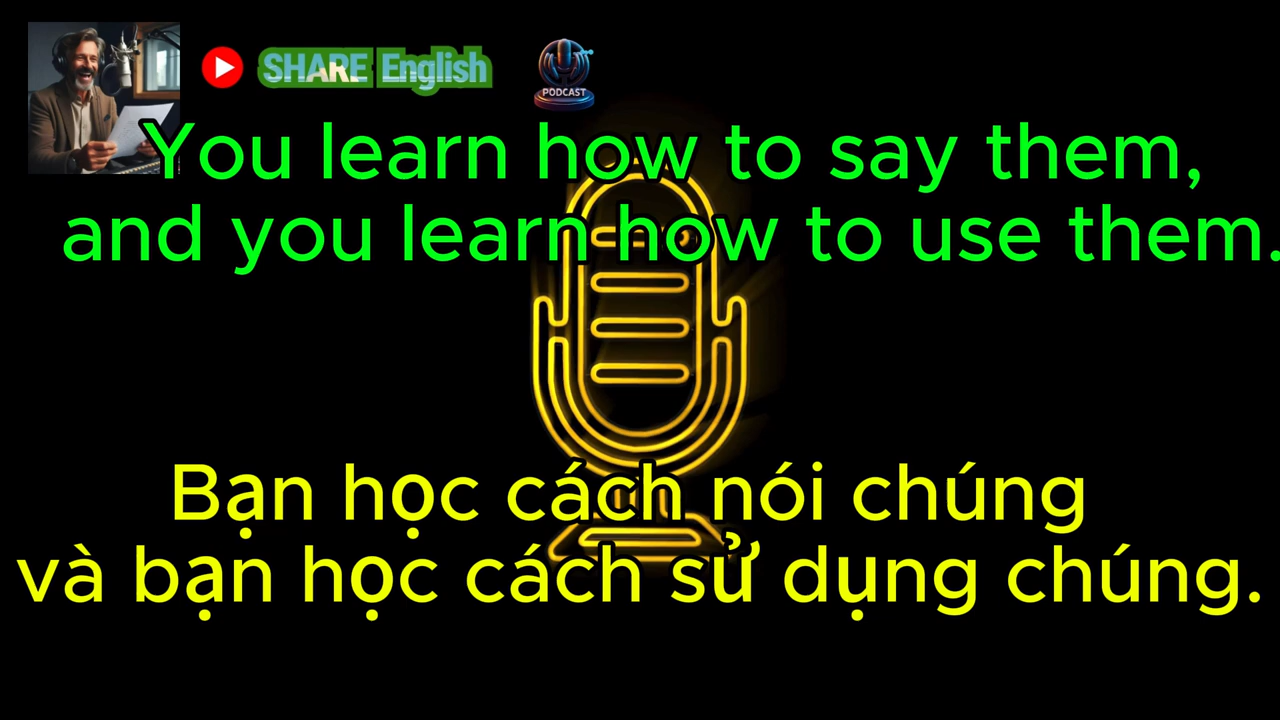 SHARE English
PODCAST
You learn how to say them,
and you learn how to use them.
Bạn học cách nói chúng
và bạn học cách sử dụng chúng.